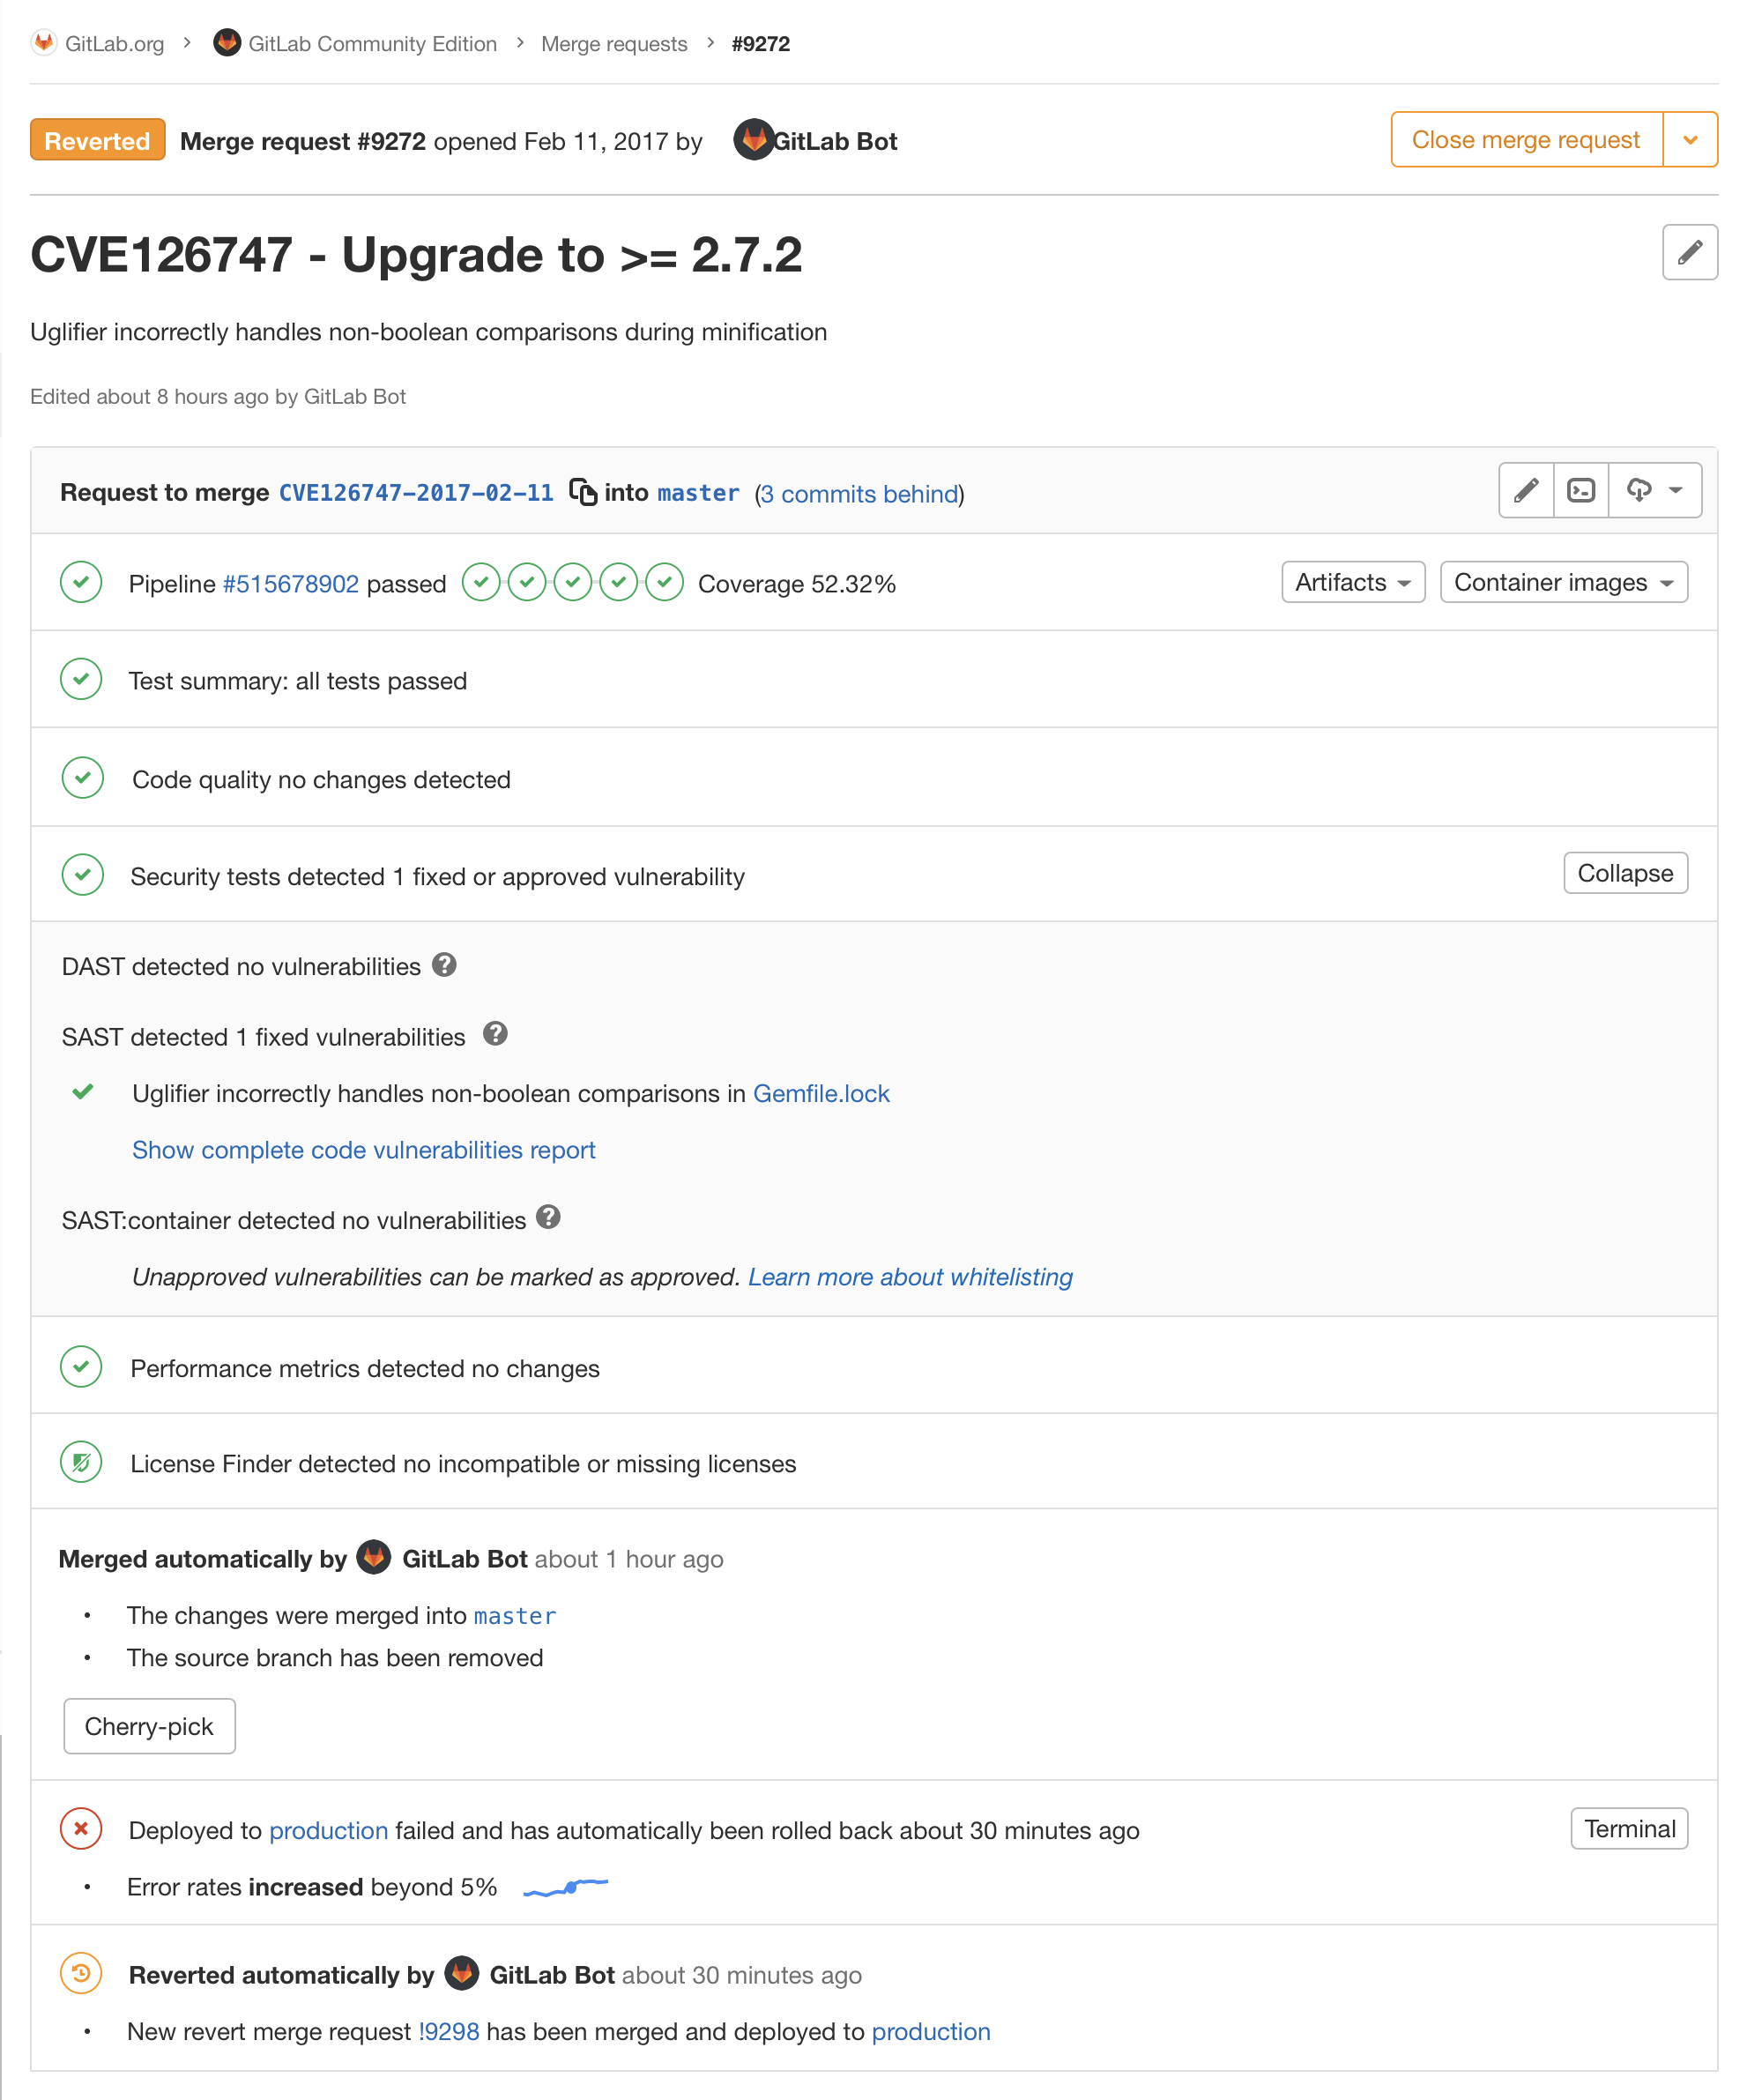 GitLab.org > GitLab Community Edition > Merge requests > #9272
Reverted Merge request #9272 opened Feb 11, 2017 by GitLab Bot Close merge request
CVE126747 - Upgrade to >= 2.7.2
Uglifier incorrectly handles non-boolean comparisons during minification
Edited about 8 hours ago by GitLab Bot
Request to merge CVE126747-2017-02-11 into master (3 commits behind)
Pipeline #515678902 passed Coverage 52.32% Artifacts Container images
Test summary: all tests passed
Code quality no changes detected
Security tests detected 1 fixed or approved vulnerability Collapse
DAST detected no vulnerabilities ?
SAST detected 1 fixed vulnerabilities ?
Uglifier incorrectly handles non-boolean comparisons in Gemfile.lock
Show complete code vulnerabilities report
SAST:container detected no vulnerabilities ?
Unapproved vulnerabilities can be marked as approved. Learn more about whitelisting
Performance metrics detected no changes
License Finder detected no incompatible or missing licenses
Merged automatically by GitLab Bot about 1 hour ago
• The changes were merged into master
• The source branch has been removed
Cherry-pick
Deployed to production failed and has automatically been rolled back about 30 minutes ago Terminal
• Error rates increased beyond 5%
Reverted automatically by GitLab Bot about 30 minutes ago
• New revert merge request !9298 has been merged and deployed to production